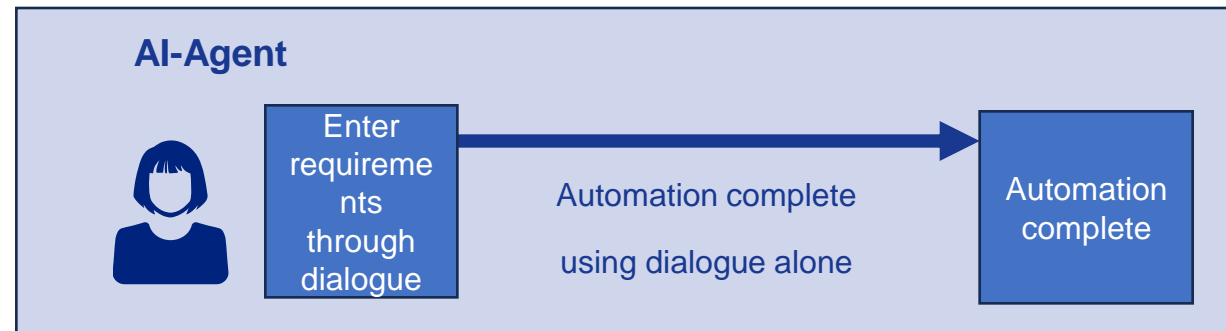 AI-Agent
Enter
requireme
nts
through
dialogue
Automation complete
using dialogue alone
Automation
complete